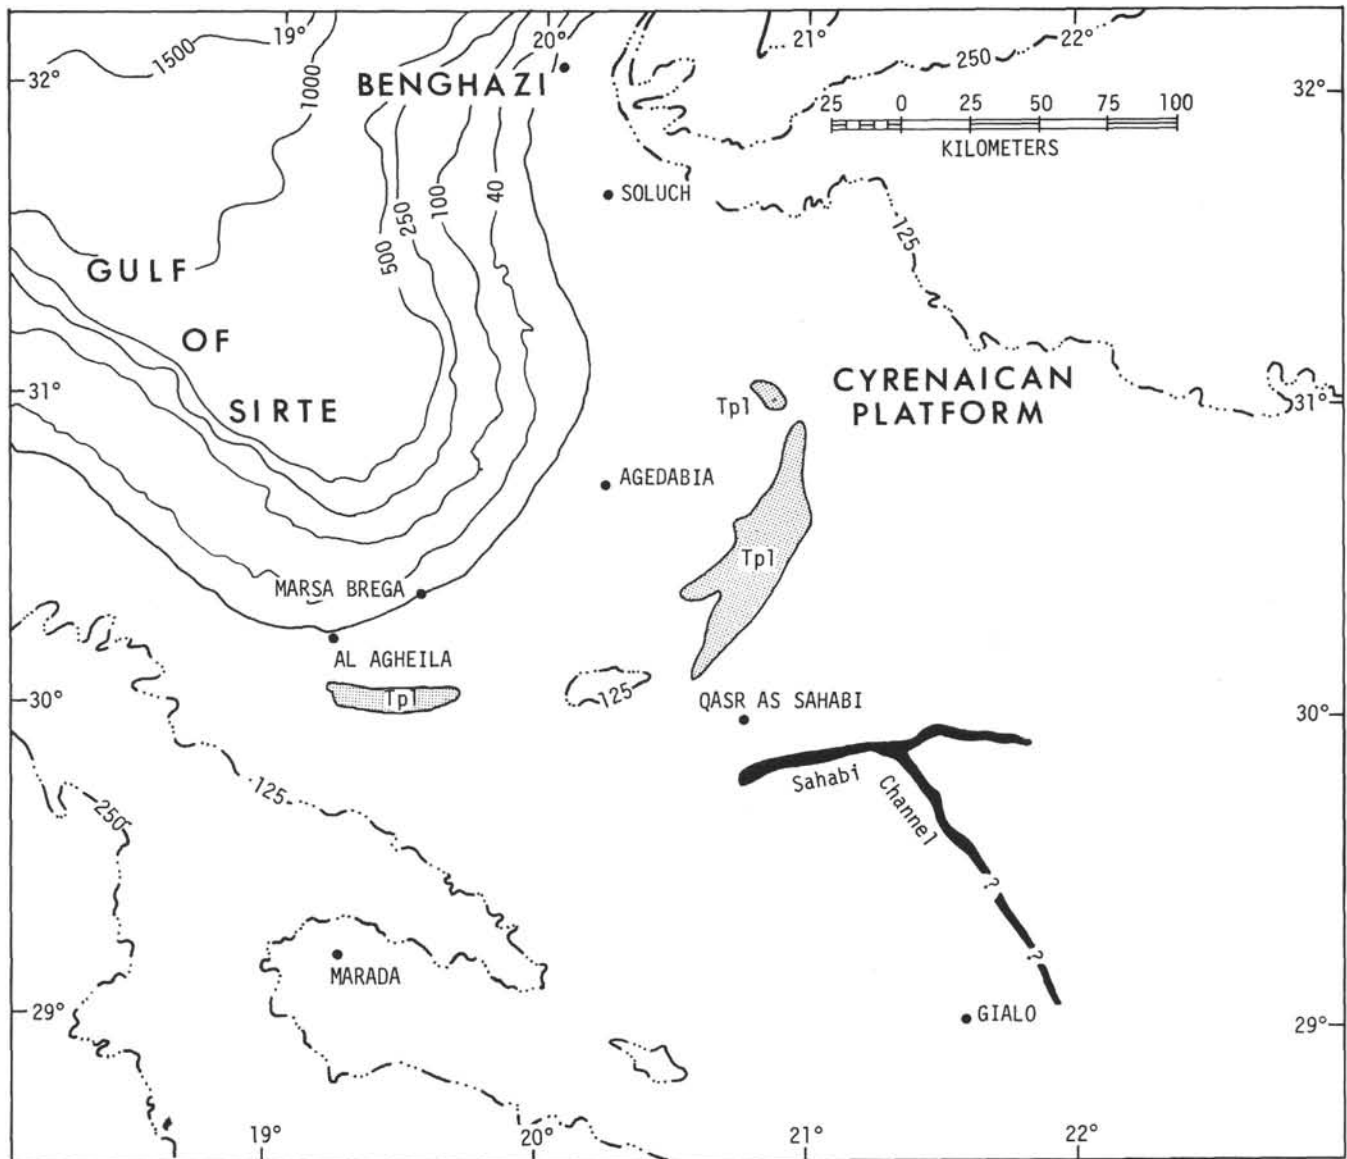 19°
20°
21°
22°
1500
1000
250
32°
BENGHAZI
32°
25 0 25 50 75 100
KILOMETERS
SOLUCH
500
250
100
40
125
GULF
OF
SIRTE
31°
31°
CYRENAICAN
PLATFORM
Tpl
AGEDABIA
Tpl
MARSA BREGA
AL AGHEILA
Tpl
125
30°
30°
QASR AS SAHABI
Sahabi
Channel
?
?
125
250
MARADA
29°
29°
GIALO
19°
20°
21°
22°